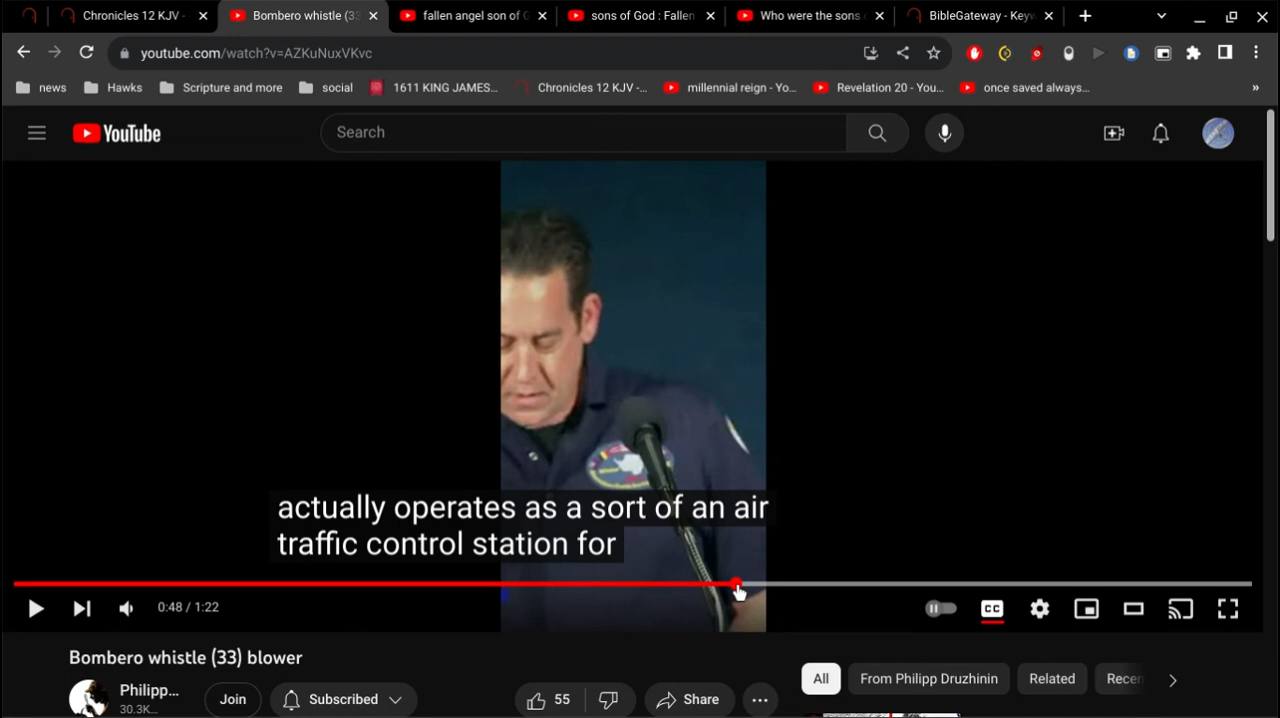 Chronicles 12 KJV -
Bombero whistle (33
fallen angel son of G
sons of God : Fallen
Who were the sons
BibleGateway - Keyw
youtube.com/watch?v=AZKuNuxVKvc
news
Hawks
Scripture and more
social
1611 KING JAMES...
Chronicles 12 KJV -...
millennial reign - Yo...
Revelation 20 - You...
once saved always...
YouTube
Search
actually operates as a sort of an air
traffic control station for
0:48 / 1:22
CC
Bombero whistle (33) blower
Philipp...
30.3K...
Join
Subscribed
55
Share
All
From Philipp Druzhinin
Related
Recen